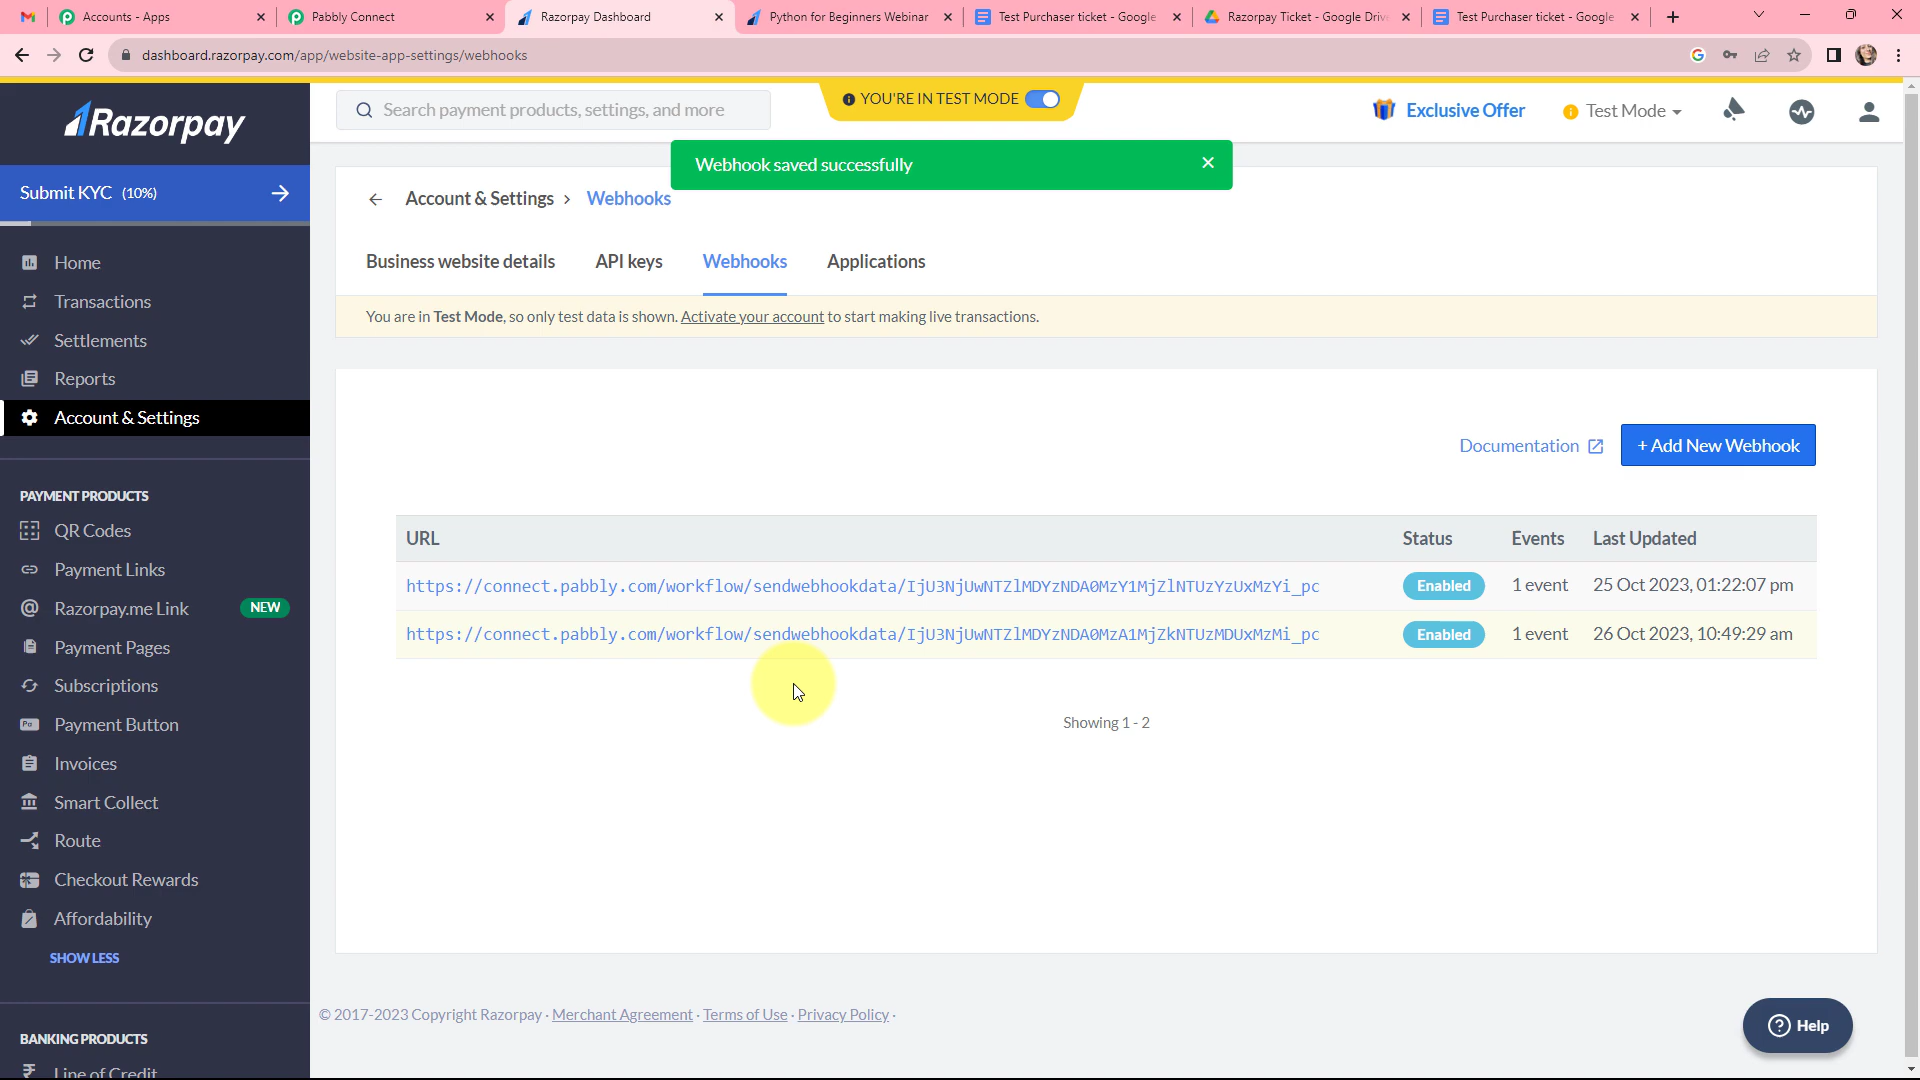 Accounts - Apps
Pabbly Connect
Razorpay Dashboard
Python for Beginners Webinar
Test Purchaser ticket - Google
Razorpay Ticket - Google Drive
Test Purchaser ticket - Google
dashboard.razorpay.com/app/website-app-settings/webhooks
Razorpay
Search payment products, settings, and more
YOU'RE IN TEST MODE
Exclusive Offer
Test Mode
Webhook saved successfully
Submit KYC (10%)
Account & Settings > Webhooks
Home
Transactions
Settlements
Reports
Account & Settings
Business website details
API keys
Webhooks
Applications
You are in Test Mode, so only test data is shown. Activate your account to start making live transactions.
Documentation
+ Add New Webhook
PAYMENT PRODUCTS
QR Codes
Payment Links
Razorpay.me Link NEW
Payment Pages
Subscriptions
Payment Button
Invoices
Smart Collect
Route
Checkout Rewards
Affordability
SHOW LESS
BANKING PRODUCTS
Line of Credit
URL Status Events Last Updated
https://connect.pabbly.com/workflow/sendwebhookdata/IjU3NjUwNTZlMDYzNDA0MzY1MjZlNTUzYzUxMzYi_pc Enabled 1 event 25 Oct 2023, 01:22:07 pm
https://connect.pabbly.com/workflow/sendwebhookdata/IjU3NjUwNTZlMDYzNDA0MzA1MjZkNTUzMDUxMzMi_pc Enabled 1 event 26 Oct 2023, 10:49:29 am
Showing 1 - 2
© 2017-2023 Copyright Razorpay · Merchant Agreement · Terms of Use · Privacy Policy ·
Help